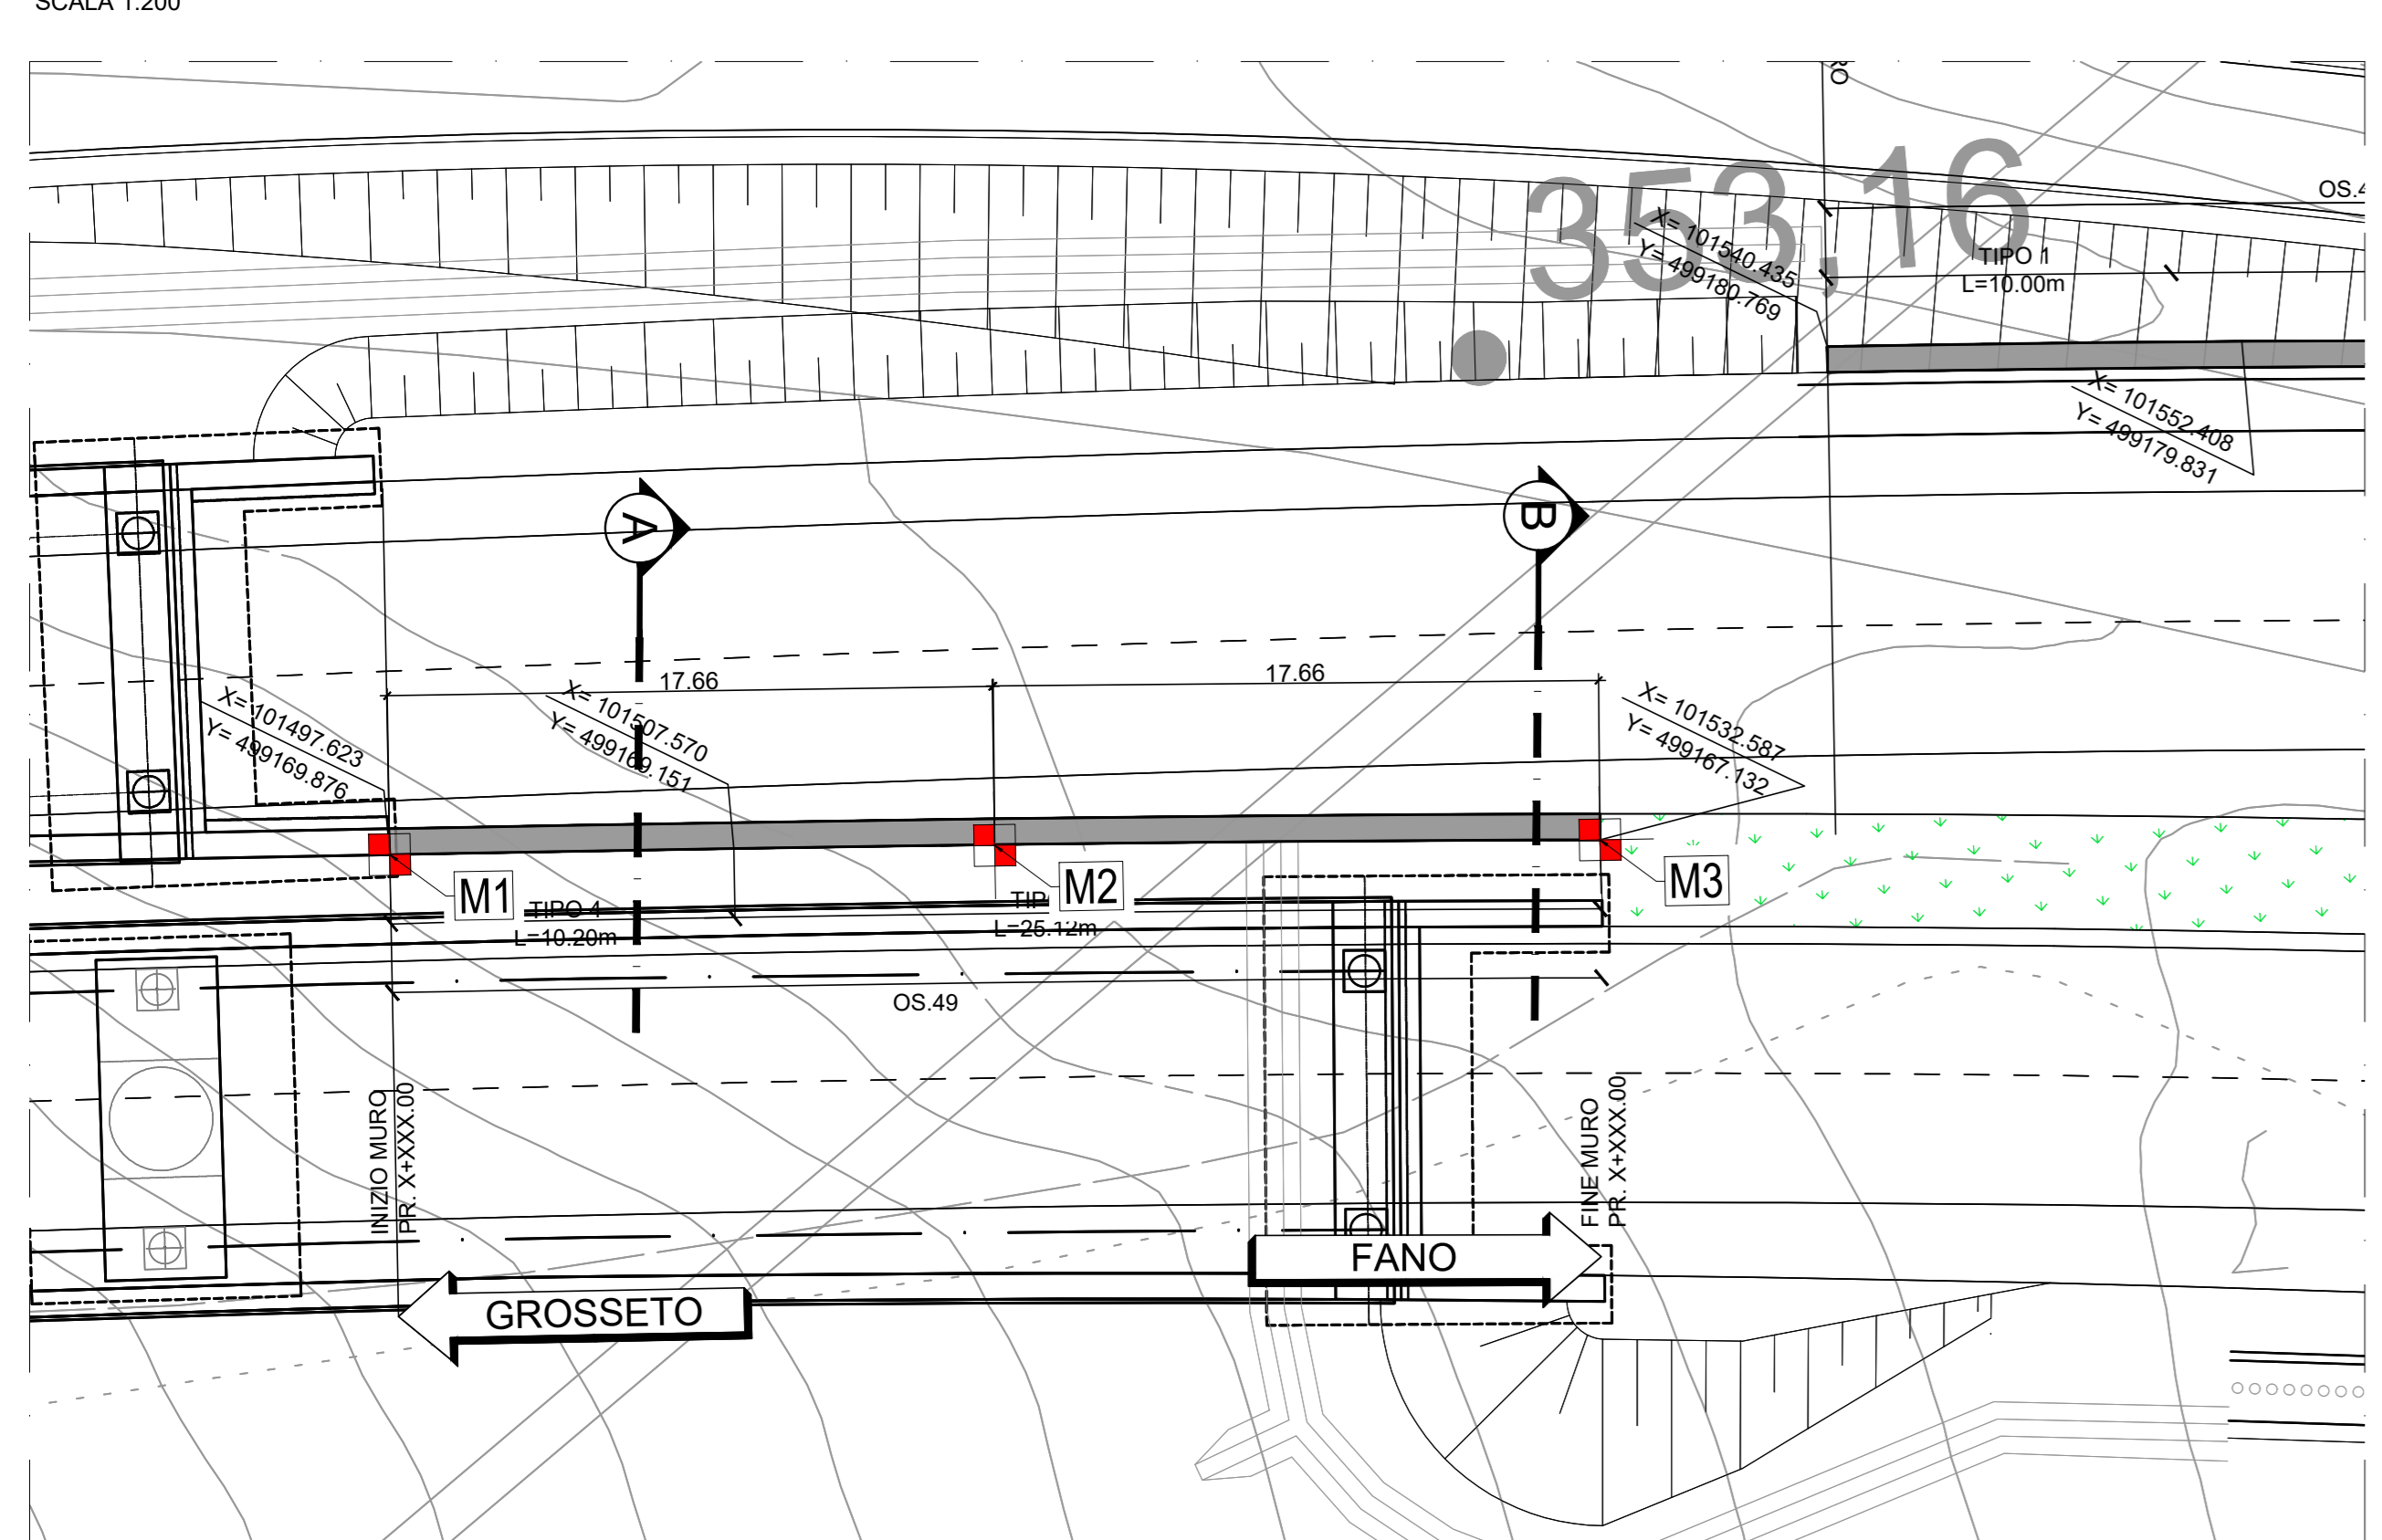 SCALA 1:200
353,16
OS.4
X= 101540.435
Y= 499180.769
TIPO 1
L=10.00m
X= 101552.408
Y= 499179.831
A
B
17.66
17.66
X= 101497.623
Y= 499169.876
X= 101507.570
Y= 499169.151
X= 101532.587
Y= 499167.132
M1
M2
M3
TIPO 4
L=10.20m
TIP
L=25.12m
OS.49
INIZIO MURO
PR. X+XXX.00
FINE MURO
PR. X+XXX.00
FANO
GROSSETO